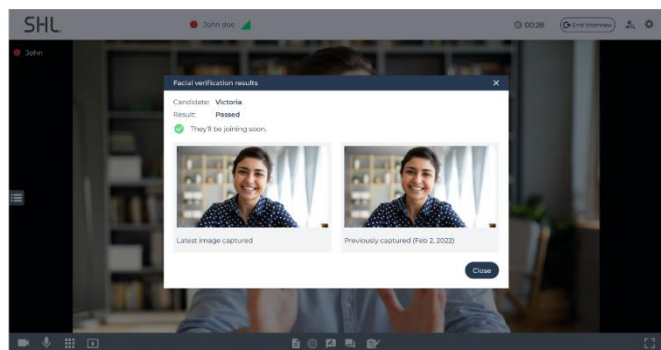 SHL
John doe
00:28
End Interview
John
Facial verification results
Candidate: Victoria
Result: Passed
They'll be joining soon.
Latest image captured
Previously captured (Feb 2, 2022)
Close